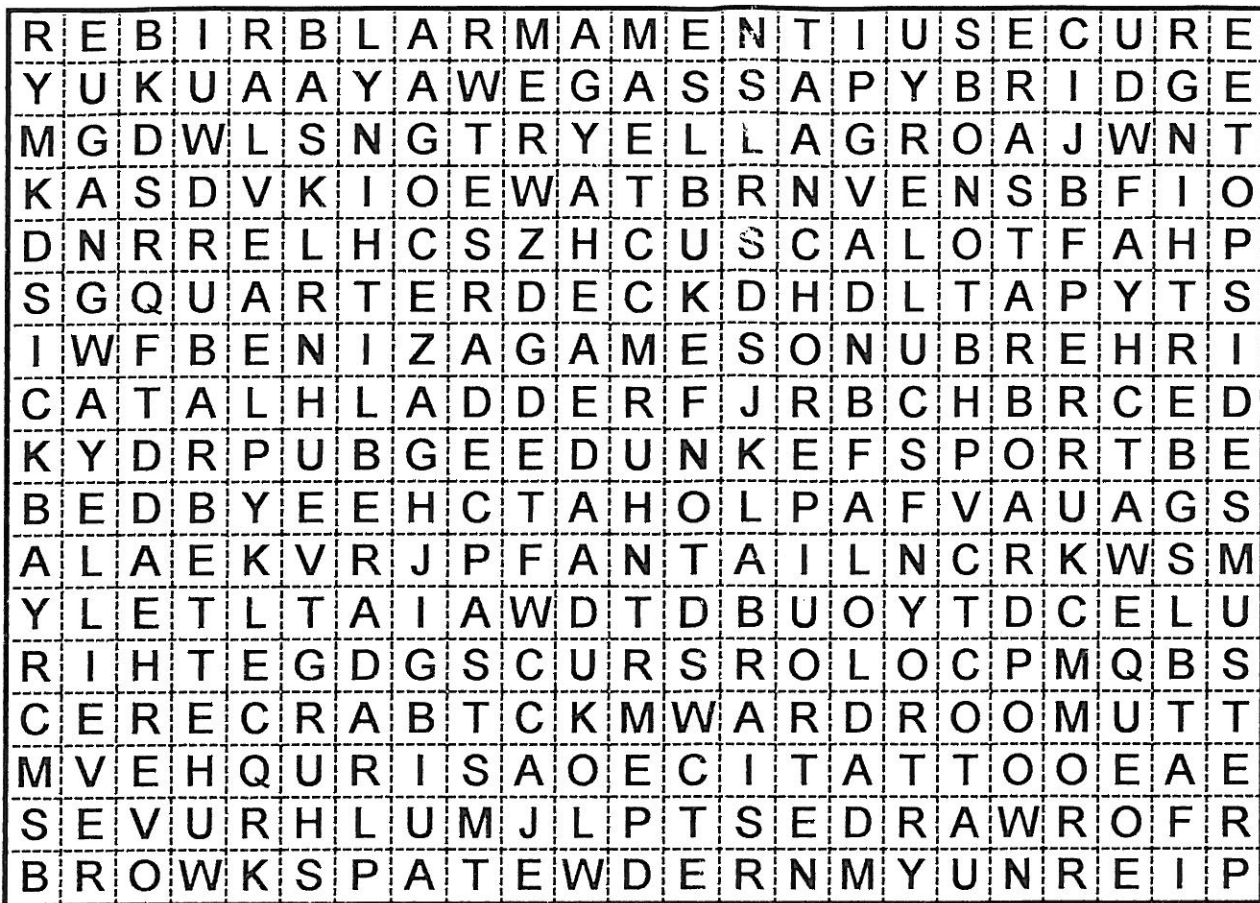 R E B I R B L A R M A M E N T I U S E C U R E
Y U K U A A Y A W E G A S S A P Y B R I D G E
M G D W L S N G T R Y E L L A G R O A J W N T
K A S D V K I O E W A T B R N V E N S B F I O
D N R R E L H C S Z H C U S C A L O T F A H P
S G Q U A R T E R D E C K D H D L T A P Y T S
I W F B E N I Z A G A M E S O N U B R E H R I
C A T A L H L A D D E R F J R B C H B R C E D
K Y D R P U B G E E D U N K E F S P O R T B E
B E D B Y E E H C T A H O L P A F V A U A G S
A L A E K V R J P F A N T A I L N C R K W S M
Y L E T L T A I A W D T D B U O Y T D C E L U
R I H T E G D G S C U R S R O L O C P M Q B S
C E R E C R A B T C K M W A R D R O O M U T T
M V E H Q U R I S A O E C I T A T T O O E A E
S E V U R H L U M J L P T S E D R A W R O F R
B R O W K S P A T E W D E R N M Y U N R E I P